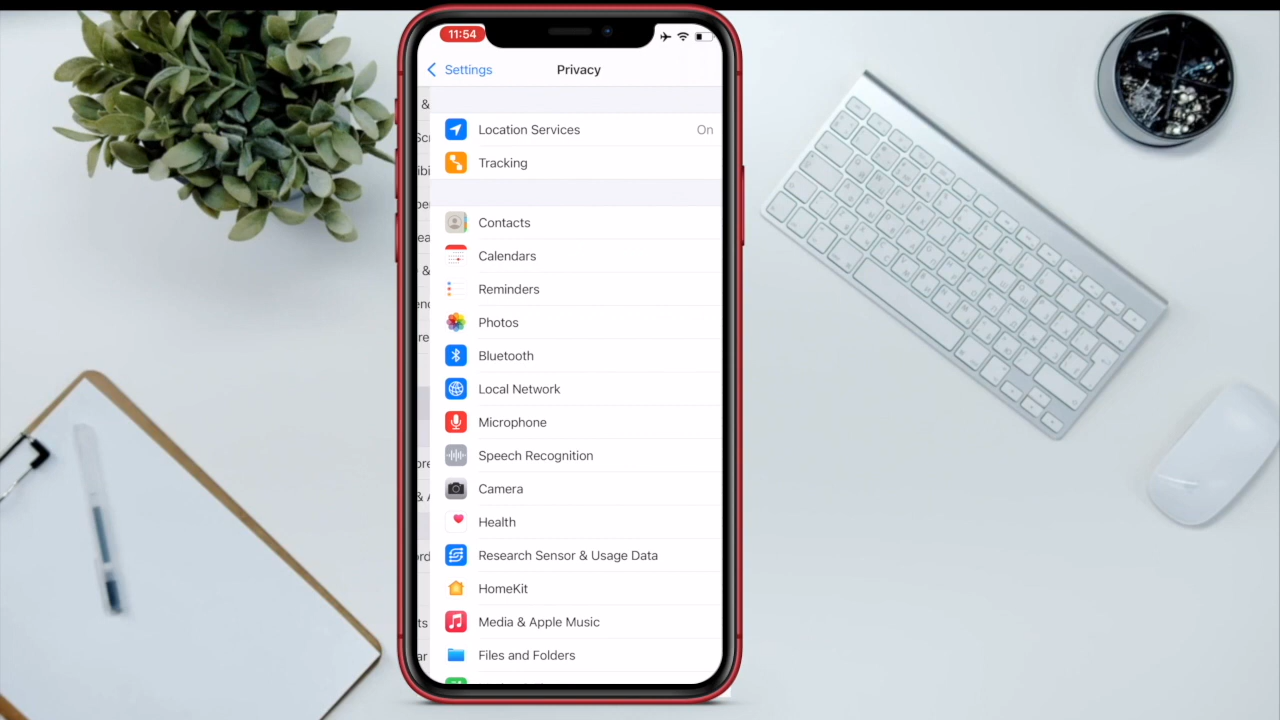 11:54
Settings
Privacy
Location Services
On
Tracking
Contacts
Calendars
Reminders
Photos
Bluetooth
Local Network
Microphone
Speech Recognition
Camera
Health
Research Sensor & Usage Data
HomeKit
Media & Apple Music
Files and Folders